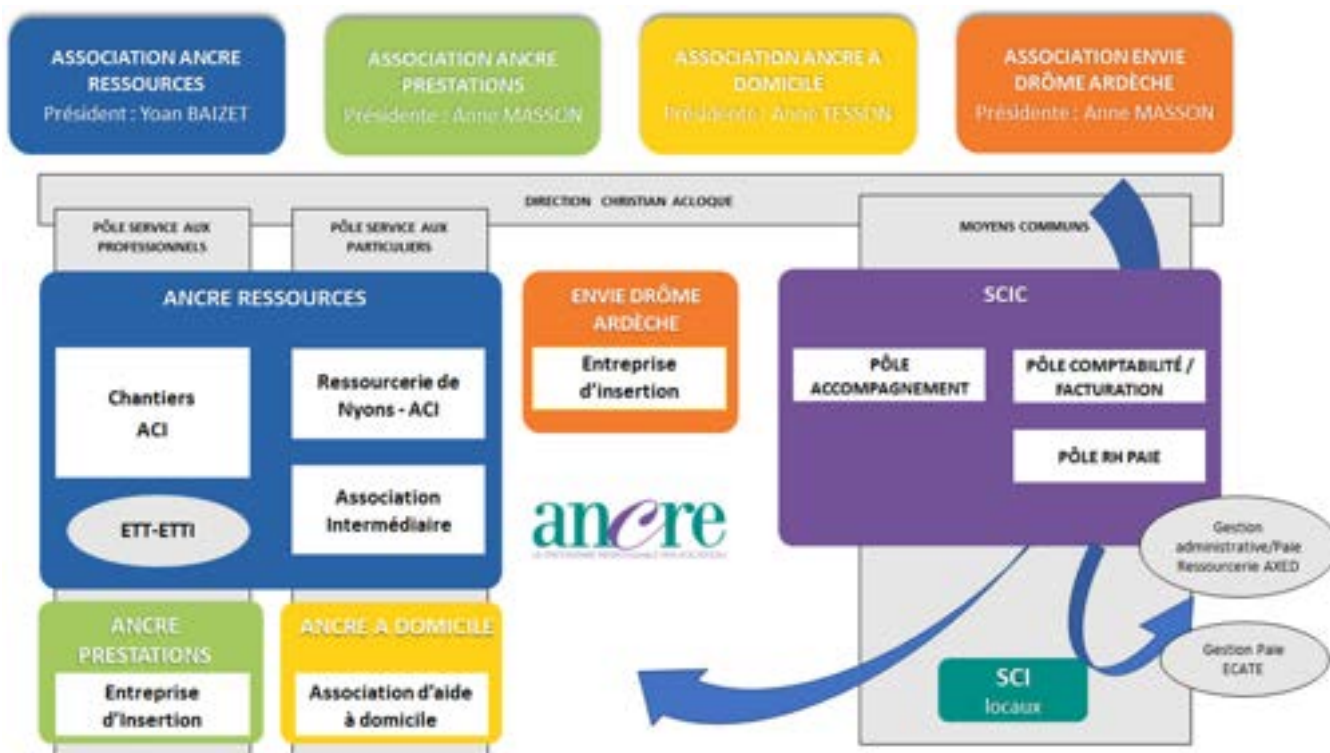 ASSOCIATION ANCRE
RESSOURCES
Président : Yoan BAIZET
ASSOCIATION ANCRE
PRESTATIONS
Présidente : Anne MASSON
ASSOCIATION ANCRE A
DOMICILE
Présidente : Anne TESSON
ASSOCIATION ENVIE
DRÔME ARDÈCHE
Présidente : Anne MASSON
DIRECTION CHRISTIAN ACLOQUE
PÔLE SERVICE AUX
PROFESSIONNELS
PÔLE SERVICE AUX
PARTICULIERS
MOYENS COMMUNS
ANCRE RESSOURCES
Chantiers
ACI
Ressourcerie de
Nyons - ACI
ETT-ETTI
Association
Intermédiaire
ENVIE DRÔME
ARDÈCHE
Entreprise
d'insertion
SCIC
PÔLE
ACCOMPAGNEMENT
PÔLE COMPTABILITÉ /
FACTURATION
PÔLE RH PAIE
ancre
Gestion
administrative/Paie
Ressourcerie AXED
Gestion Paie
ECATE
ANCRE
PRESTATIONS
Entreprise
d'Insertion
ANCRE A DOMICILE
Association d'aide
à domicile
SCI
locaux